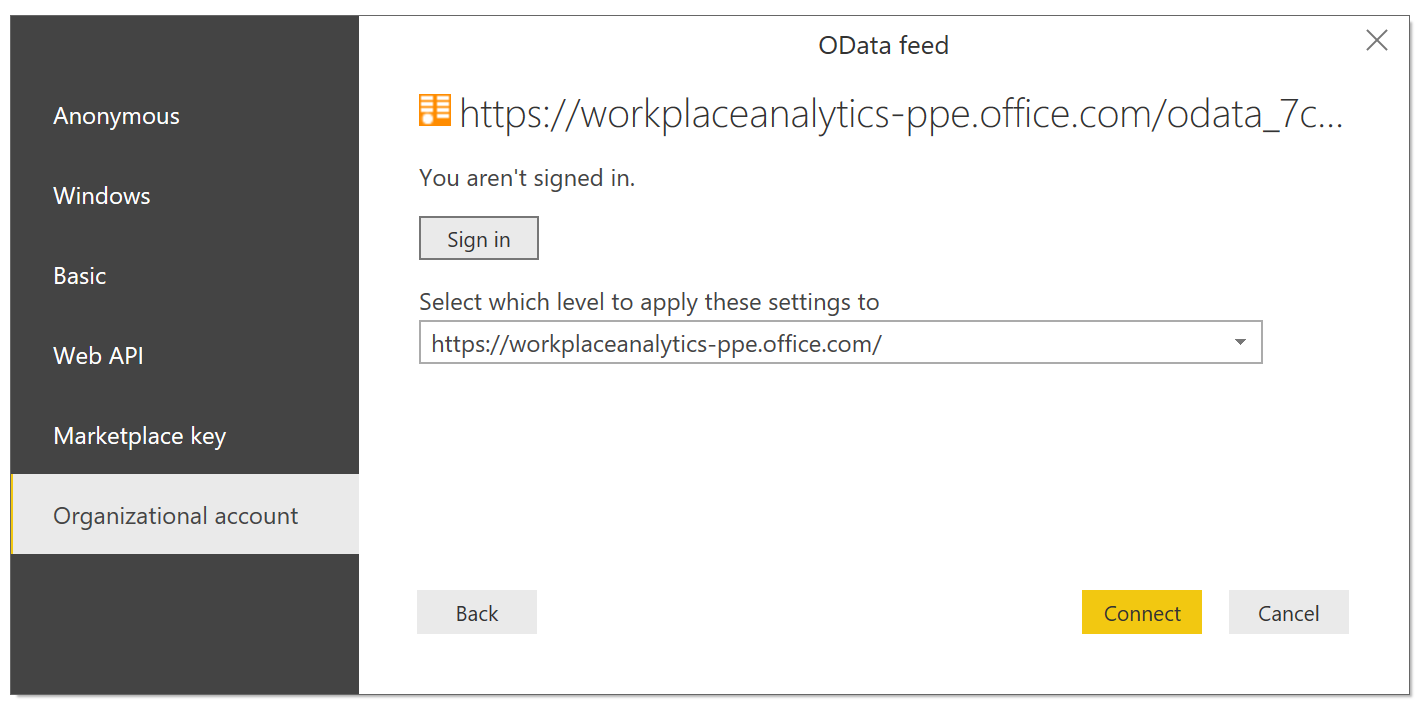 OData feed
Anonymous
Windows
Basic
Web API
Marketplace key
Organizational account
https://workplaceanalytics-ppe.office.com/odata_7c...
You aren't signed in.
Sign in
Select which level to apply these settings to
https://workplaceanalytics-ppe.office.com/
Back
Connect
Cancel